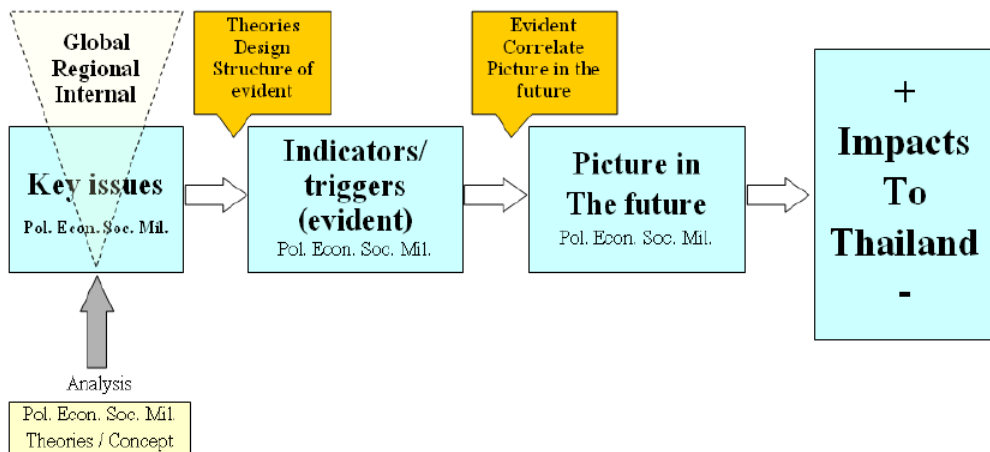 Global
Regional
Internal
Key issues
Pol. Econ. Soc. Mil.
Analysis
Pol. Econ. Soc. Mil.
Theories / Concept
Theories
Design
Structure of
evident
Indicators/
triggers
(evident)
Pol. Econ. Soc. Mil.
Evident
Correlate
Picture in the
future
Picture in
The future
Pol. Econ. Soc. Mil.
+
Impacts
To
Thailand
-